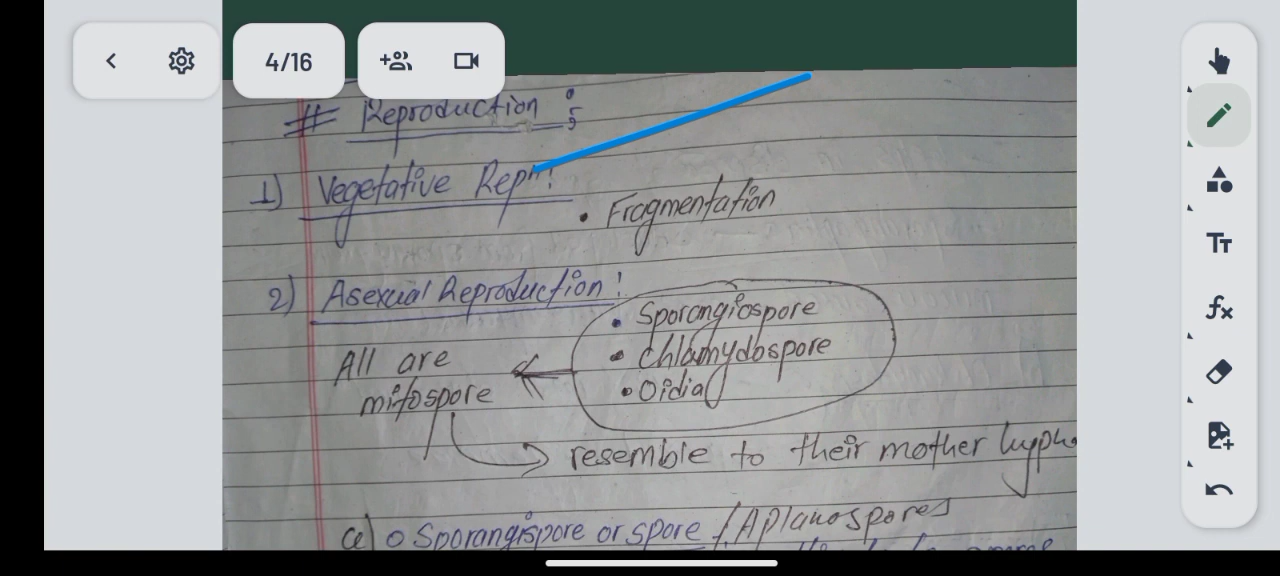 4/16
# Reproduction :
1) Vegetative Repⁿ:
• Fragmentation
2) Asexual Reproduction!
• Sporangiospore
• chlamydospore
• Oidia
All are
mitospore
resemble to their mother hypha
a) o Sporangispore or spore / Aplanospores